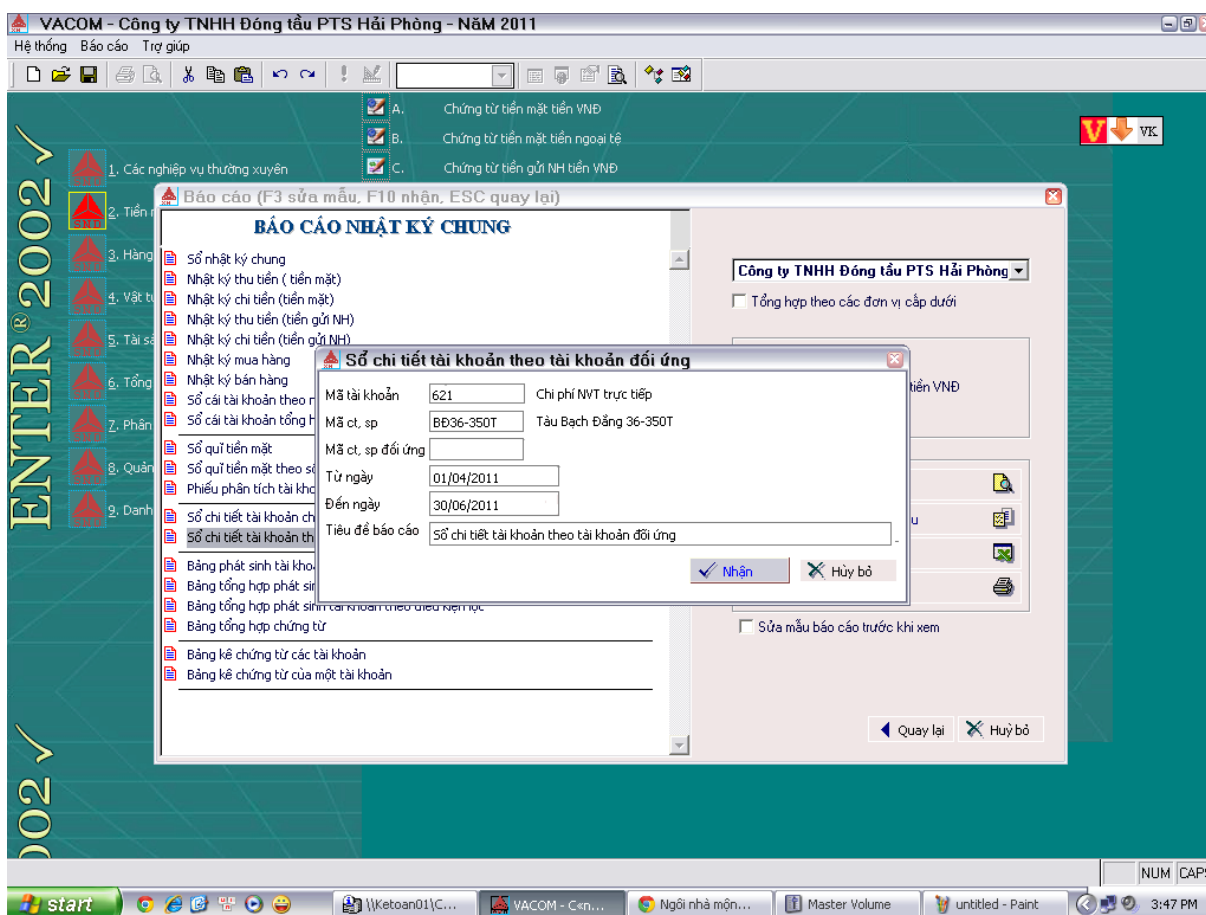 VACOM - Công ty TNHH Đóng tầu PTS Hải Phòng - NăM 2011
Hệ thống Báo cáo Trợ giúp
A. Chứng từ tiền mặt tiền VNĐ
B. Chứng từ tiền mặt tiền ngoại tệ
C. Chứng từ tiền gửi NH tiền VNĐ
V VK
ENTER® 2002
1. Các nghiệp vụ thường xuyên
2. Tiền
3. Hàng
4. Vật tư
5. Tài sả
6. Tổng
7. Phân
8. Quản
9. Danh
002
Báo cáo (F3 sửa mẫu, F10 nhận, ESC quay lại)
BÁO CÁO NHẬT KÝ CHUNG
Sổ nhật ký chung
Nhật ký thu tiền ( tiền mặt)
Nhật ký chi tiền (tiền mặt)
Nhật ký thu tiền (tiền gửi NH)
Nhật ký chi tiền (tiền gửi NH)
Nhật ký mua hàng
Nhật ký bán hàng
Sổ cái tài khoản theo
Sổ cái tài khoản tổng h
Sổ quĩ tiền mặt
Sổ quĩ tiền mặt theo số
Phiếu phân tích tài kho
Sổ chi tiết tài khoản ch
Sổ chi tiết tài khoản th
Bảng phát sinh tài kho
Bảng tổng hợp phát sin
Bảng tổng hợp phát sinh tài khoản theo điều kiện lọc
Bảng tổng hợp chứng từ
Bảng kê chứng từ các tài khoản
Bảng kê chứng từ của một tài khoản
Công ty TNHH Đóng tầu PTS Hải Phòng
Tổng hợp theo các đơn vị cấp dưới
tiền VNĐ
u
Sửa mẫu báo cáo trước khi xem
Quay lại Huỷ bỏ
Sổ chi tiết tài khoản theo tài khoản đối ứng
Mã tài khoản 621 Chi phí NVT trực tiếp
Mã ct, sp BĐ36-350T Tàu Bạch Đằng 36-350T
Mã ct, sp đối ứng
Từ ngày 01/04/2011
Đến ngày 30/06/2011
Tiêu đề báo cáo Sổ chi tiết tài khoản theo tài khoản đối ứng
Nhận Hủy bỏ
NUM CAPS
start \\Ketoan01\C... VACOM - C«n... Ngôi nhà mộn... Master Volume untitled - Paint 3:47 PM